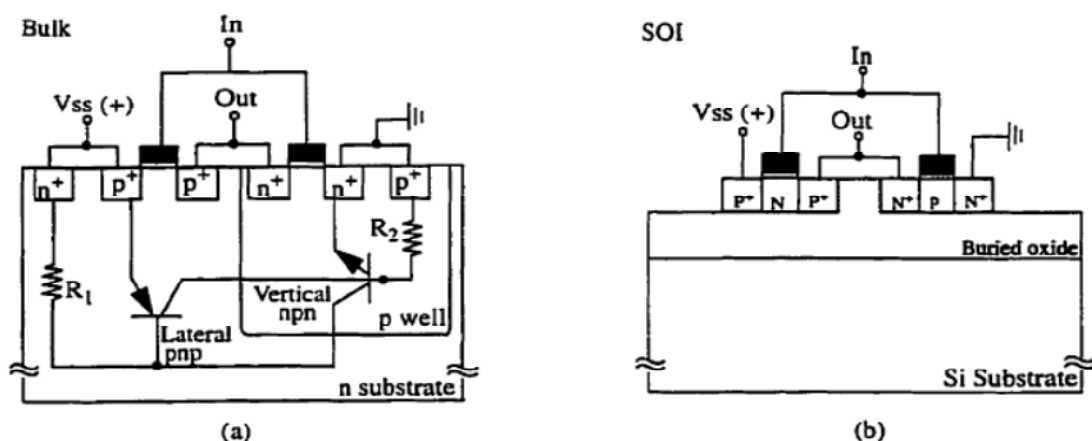 Bulk
In
Vss (+)
Out
n+
p+
p+
n+
n+
p+
R1
R2
Vertical
npn
Lateral
pnp
p well
n substrate
(a)
SOI
In
Vss (+)
Out
P+
N
P+
N+
P
N+
Buried oxide
Si Substrate
(b)